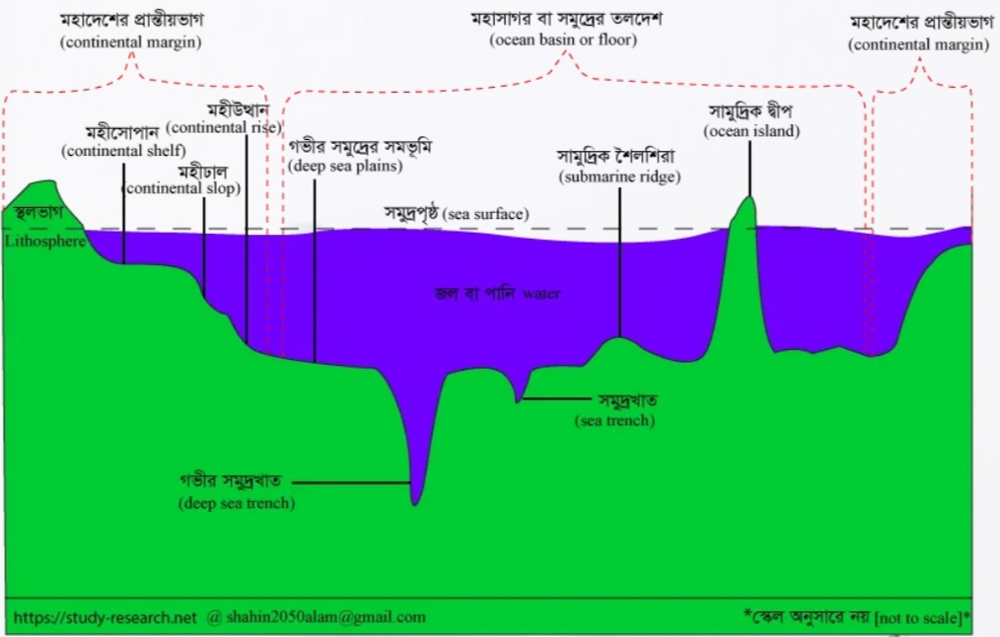 মহাদেশের প্রান্তীয়ভাগ
(continental margin)
মহাসাগর বা সমুদ্রের তলদেশ
(ocean basin or floor)
মহাদেশের প্রান্তীয়ভাগ
(continental margin)
মহীউত্থান
(continental rise)
মহীসোপান
(continental shelf)
মহীঢাল
(continental slop)
গভীর সমুদ্রের সমভূমি
(deep sea plains)
সামুদ্রিক শৈলশিরা
(submarine ridge)
সামুদ্রিক দ্বীপ
(ocean island)
স্থলভাগ
Lithosphere
সমুদ্রপৃষ্ঠ (sea surface)
জল বা পানি water
সমুদ্রখাত
(sea trench)
গভীর সমুদ্রখাত
(deep sea trench)
https://study-research.net @ shahin2050alam@gmail.com
*স্কেল অনুসারে নয় [not to scale]*